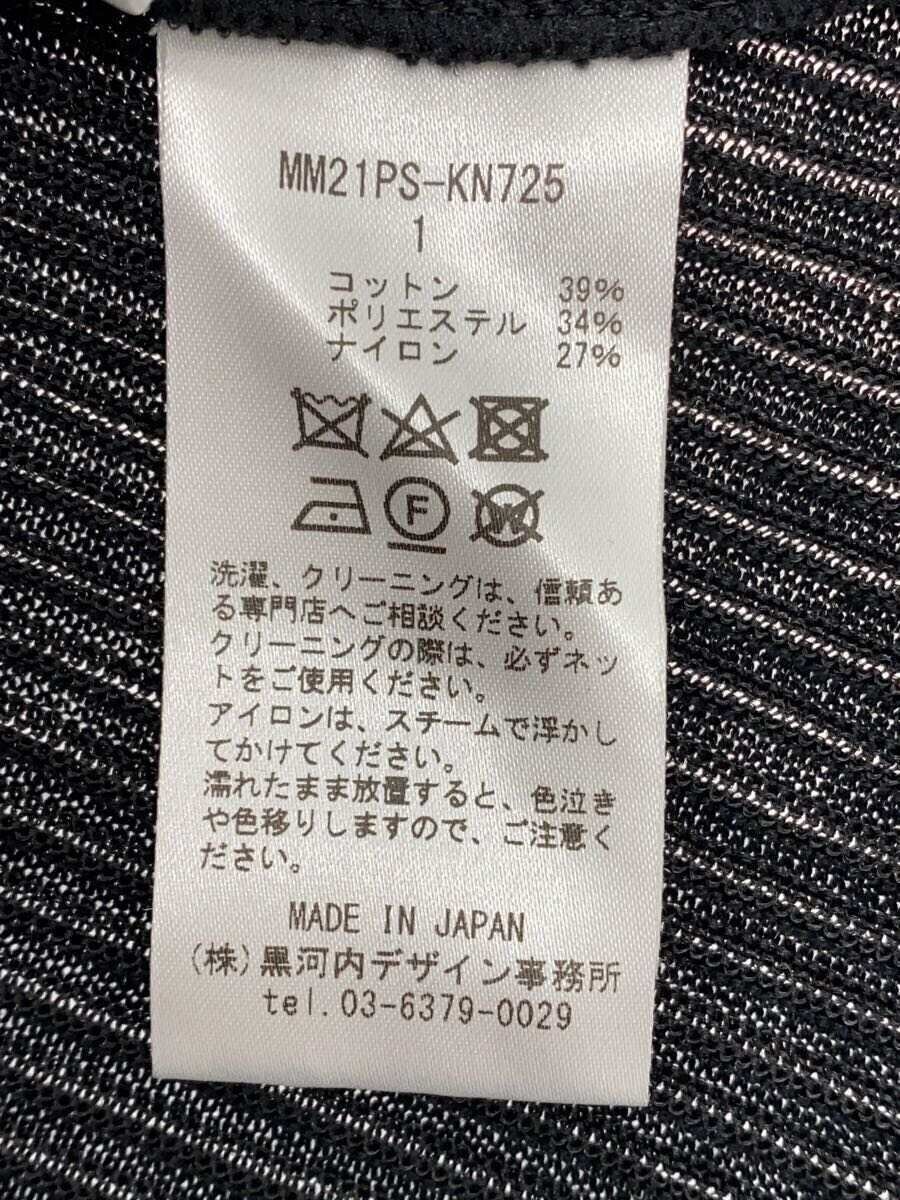 MM21PS-KN725
1
コットン 39%
ポリエステル 34%
ナイロン 27%
F W
洗濯、クリーニングは、信頼あ
る専門店へご相談ください。
クリーニングの際は、必ずネッ
トをご使用ください。
アイロンは、スチームで浮かし
てかけてください。
濡れたまま放置すると、色泣き
や色移りしますので、ご注意く
ださい。
MADE IN JAPAN
(株)黒河内デザイン事務所
tel.03-6379-0029